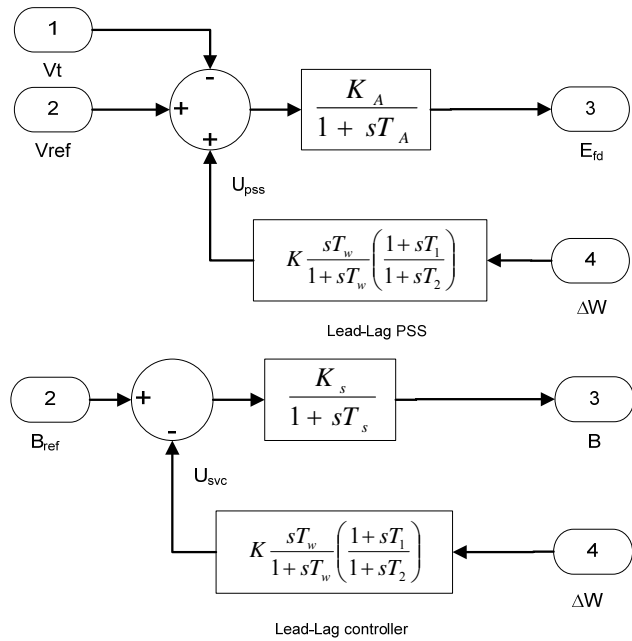 1
Vt
-
2
Vref
+
+
K_A
1 + sT_A
3
E_fd
U_pss
K sT_w / 1+sT_w (1+sT_1 / 1+sT_2)
4
ΔW
Lead-Lag PSS
2
B_ref
+
-
K_s
1 + sT_s
3
B
U_svc
K sT_w / 1+sT_w (1+sT_1 / 1+sT_2)
4
ΔW
Lead-Lag controller